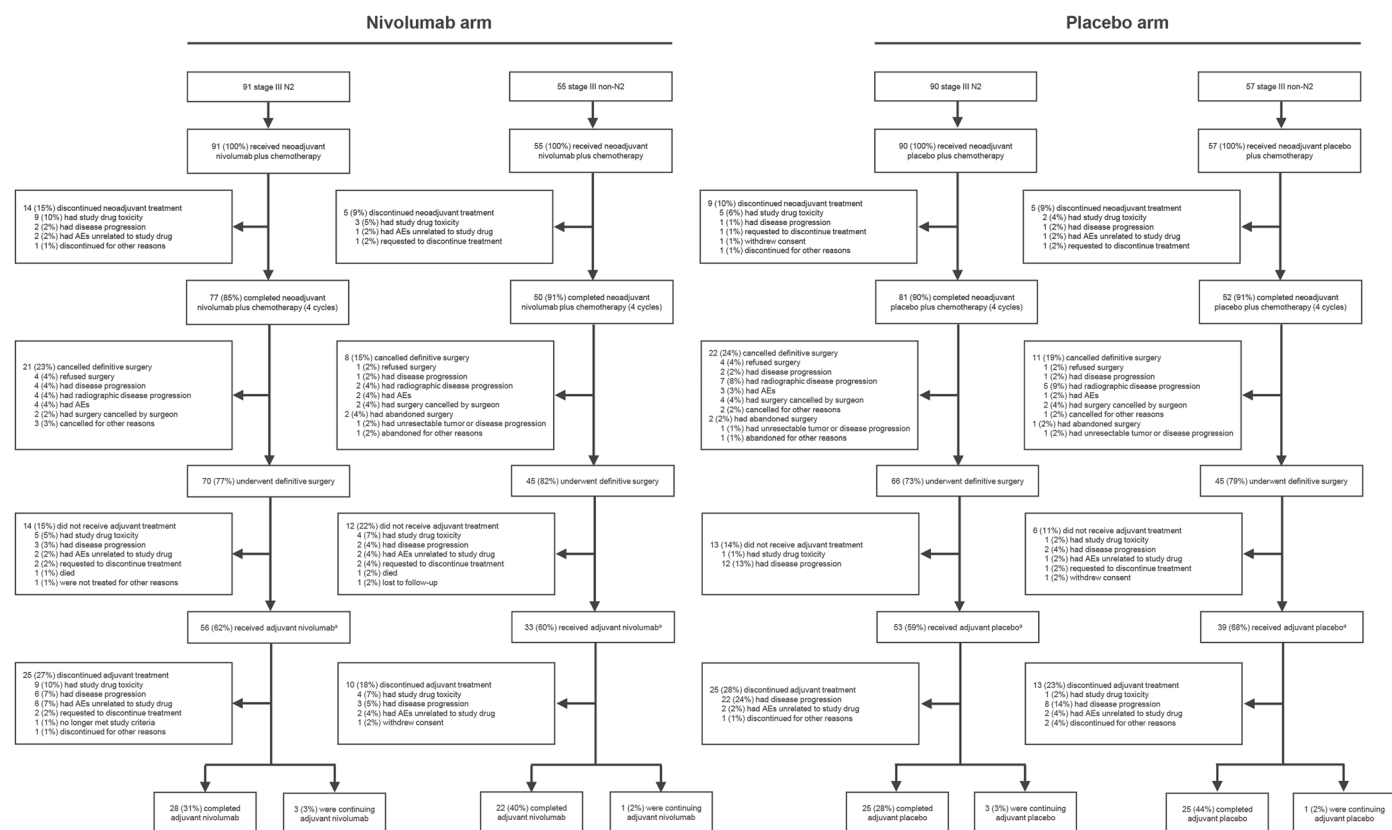 Nivolumab arm
91 stage III N2
91 (100%) received neoadjuvant
nivolumab plus chemotherapy
14 (15%) discontinued neoadjuvant treatment
9 (10%) had study drug toxicity
2 (2%) had disease progression
2 (2%) had AEs unrelated to study drug
1 (1%) discontinued for other reasons
77 (85%) completed neoadjuvant
nivolumab plus chemotherapy (4 cycles)
21 (23%) cancelled definitive surgery
4 (4%) refused surgery
4 (4%) had disease progression
4 (4%) had radiographic disease progression
4 (4%) had AEs
2 (2%) had surgery cancelled by surgeon
3 (3%) cancelled for other reasons
70 (77%) underwent definitive surgery
14 (15%) did not receive adjuvant treatment
5 (5%) had study drug toxicity
3 (3%) had disease progression
2 (2%) had AEs unrelated to study drug
2 (2%) requested to discontinue treatment
1 (1%) died
1 (1%) were not treated for other reasons
56 (62%) received adjuvant nivolumabª
25 (27%) discontinued adjuvant treatment
9 (10%) had study drug toxicity
6 (7%) had disease progression
6 (7%) had AEs unrelated to study drug
2 (2%) requested to discontinue treatment
1 (1%) no longer met study criteria
1 (1%) discontinued for other reasons
28 (31%) completed
adjuvant nivolumab
3 (3%) were continuing
adjuvant nivolumab
55 stage III non-N2
55 (100%) received neoadjuvant
nivolumab plus chemotherapy
5 (9%) discontinued neoadjuvant treatment
3 (5%) had study drug toxicity
1 (2%) had AEs unrelated to study drug
1 (2%) requested to discontinue treatment
50 (91%) completed neoadjuvant
nivolumab plus chemotherapy (4 cycles)
8 (15%) cancelled definitive surgery
1 (2%) refused surgery
1 (2%) had disease progression
2 (4%) had radiographic disease progression
2 (4%) had AEs
2 (4%) had surgery cancelled by surgeon
2 (4%) had abandoned surgery
1 (2%) had unresectable tumor or disease progression
1 (2%) abandoned for other reasons
45 (82%) underwent definitive surgery
12 (22%) did not receive adjuvant treatment
4 (7%) had study drug toxicity
2 (4%) had disease progression
2 (4%) had AEs unrelated to study drug
2 (4%) requested to discontinue treatment
1 (2%) died
1 (2%) lost to follow-up
33 (60%) received adjuvant nivolumabª
10 (18%) discontinued adjuvant treatment
4 (7%) had study drug toxicity
3 (5%) had disease progression
2 (4%) had AEs unrelated to study drug
1 (2%) withdrew consent
22 (40%) completed
adjuvant nivolumab
1 (2%) were continuing
adjuvant nivolumab
Placebo arm
90 stage III N2
90 (100%) received neoadjuvant
placebo plus chemotherapy
9 (10%) discontinued neoadjuvant treatment
5 (6%) had study drug toxicity
1 (1%) had disease progression
1 (1%) requested to discontinue treatment
1 (1%) withdrew consent
1 (1%) discontinued for other reasons
81 (90%) completed neoadjuvant
placebo plus chemotherapy (4 cycles)
22 (24%) cancelled definitive surgery
4 (4%) refused surgery
2 (2%) had disease progression
7 (8%) had radiographic disease progression
3 (3%) had AEs
4 (4%) had surgery cancelled by surgeon
2 (2%) cancelled for other reasons
2 (2%) had abandoned surgery
1 (1%) had unresectable tumor or disease progression
1 (1%) abandoned for other reasons
66 (73%) underwent definitive surgery
13 (14%) did not receive adjuvant treatment
1 (1%) had study drug toxicity
12 (13%) had disease progression
53 (59%) received adjuvant placeboª
25 (28%) discontinued adjuvant treatment
22 (24%) had disease progression
2 (2%) had AEs unrelated to study drug
1 (1%) discontinued for other reasons
25 (28%) completed
adjuvant placebo
3 (3%) were continuing
adjuvant placebo
57 stage III non-N2
57 (100%) received neoadjuvant placebo
plus chemotherapy
5 (9%) discontinued neoadjuvant treatment
2 (4%) had study drug toxicity
1 (2%) had disease progression
1 (2%) had AEs unrelated to study drug
1 (2%) requested to discontinue treatment
52 (91%) completed neoadjuvant
placebo plus chemotherapy (4 cycles)
11 (19%) cancelled definitive surgery
1 (2%) refused surgery
1 (2%) had disease progression
5 (9%) had radiographic disease progression
1 (2%) had AEs
2 (4%) had surgery cancelled by surgeon
1 (2%) cancelled for other reasons
1 (2%) had abandoned surgery
1 (2%) had unresectable tumor or disease progression
45 (79%) underwent definitive surgery
6 (11%) did not receive adjuvant treatment
1 (2%) had study drug toxicity
2 (4%) had disease progression
1 (2%) had AEs unrelated to study drug
1 (2%) requested to discontinue treatment
1 (2%) withdrew consent
39 (68%) received adjuvant placeboª
13 (23%) discontinued adjuvant treatment
1 (2%) had study drug toxicity
8 (14%) had disease progression
2 (4%) had AEs unrelated to study drug
2 (4%) discontinued for other reasons
25 (44%) completed
adjuvant placebo
1 (2%) were continuing
adjuvant placebo